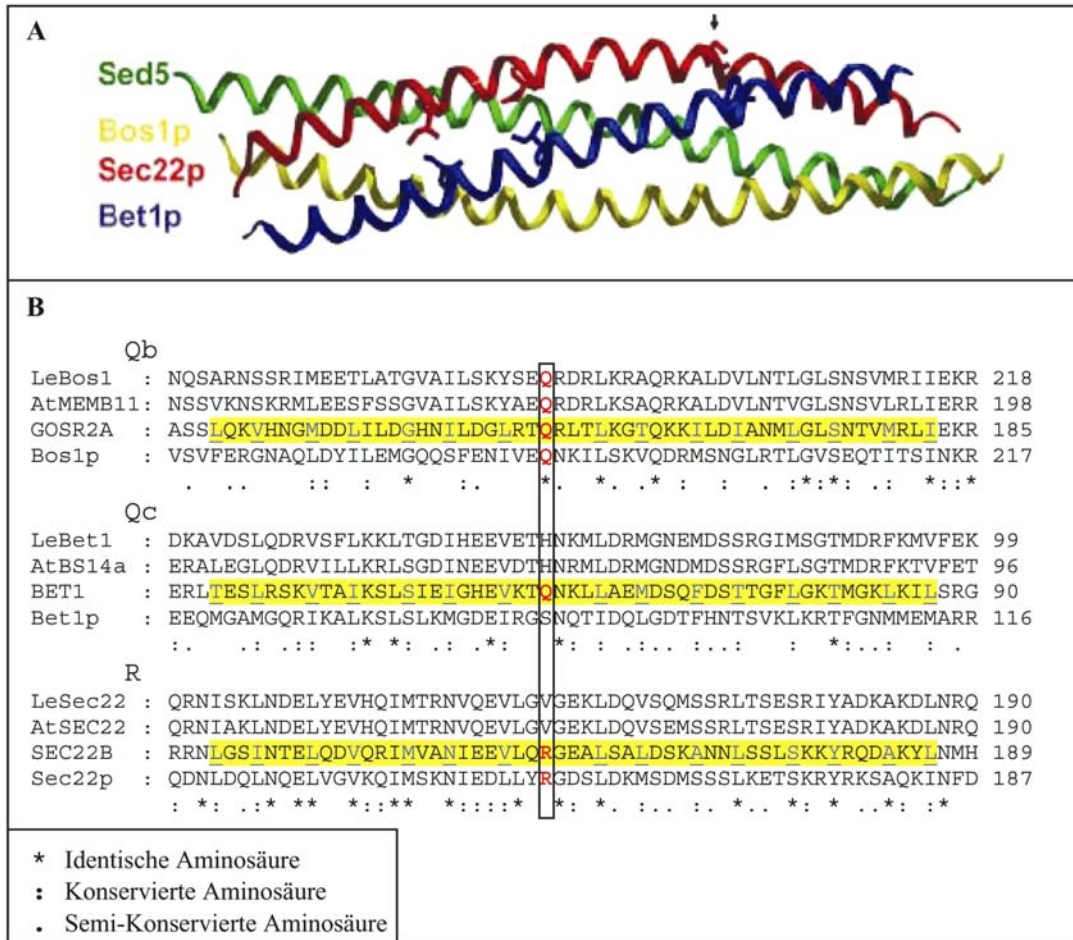 A
Sed5
Bos1p
Sec22p
Bet1p
B
Qb
LeBos1 : NQSARNSSRIMEETLATGVAILSKYSEQRDRLKRAQRKALDVLNTLGLSNSVMRIIEKR 218
AtMEMB11: NSSVKNSKRMLEESFSSGVAILSKYAEQRDRLKSAQRKALDVLNTVGLSNSVLRLIERR 198
GOSR2A : ASSLQKVHNGMDDLILDGHNILDGLRTQRLTLKGTQKKILDIANMLGLSNTVMRLIEKR 185
Bos1p : VSVFERGNAQLDYILEMGQQSFENIVEQNKILSKVQDRMSNGLRTLGVSEQTITSINKR 217
. .. :: : * :. *. *. * : : .:*:* .: *:**
Qc
LeBet1 : DKAVDSLQDRVSFLKKLTGDIHEEVETHNKMLDRMGNEMDSSRGIMSGTMDRFKMVFEK 99
AtBS14a : ERALEGLQDRVILLKRLTGDINEEVDTHNRMLDRMGNDMDSSRGFLSGTMDRFKTVFET 96
BET1 : ERLTESLRSKVTAIKSLSIEIGHEVKTQNKLLAEMDSQFDSTTGFLGKTMGKLKILSRG 90
Bet1p : EEQMGAMGQRIKALKSLSLKMGDEIRGSNQTIDQLGDTFHNTSVKLKRTFGNMMEMARR 116
:. .: .:: :* *: .: .*: *: : .:.. :..: : *:..: : .
R
LeSec22 : QRNISKLNDELYEVHQIMTRNVQEVLGVGEKLDQVSQMSSRLTSESRIYADKAKDLNRQ 190
AtSEC22 : QRNIAKLNDELYEVHQIMTRNVQEVLGVGEKLDQVSEMSSRLTSESRIYADKAKDLNRQ 190
SEC22B : RRNLGSINTELQDVQRIMVANIEEVLQRGEALSALDSKANNLSSLSKKYRQDAKYLNMH 189
Sec22p : QDNLDQLNQELVGVKQIMSKNIEDLLYRGDSLDKMSDMSSSLKETSKRYRKSAQKINFD 187
: *: .:* ** *::** *::::* *: *. :.. :. *. *: * ..*: :*
* Identische Aminosäure
: Konservierte Aminosäure
. Semi-Konservierte Aminosäure